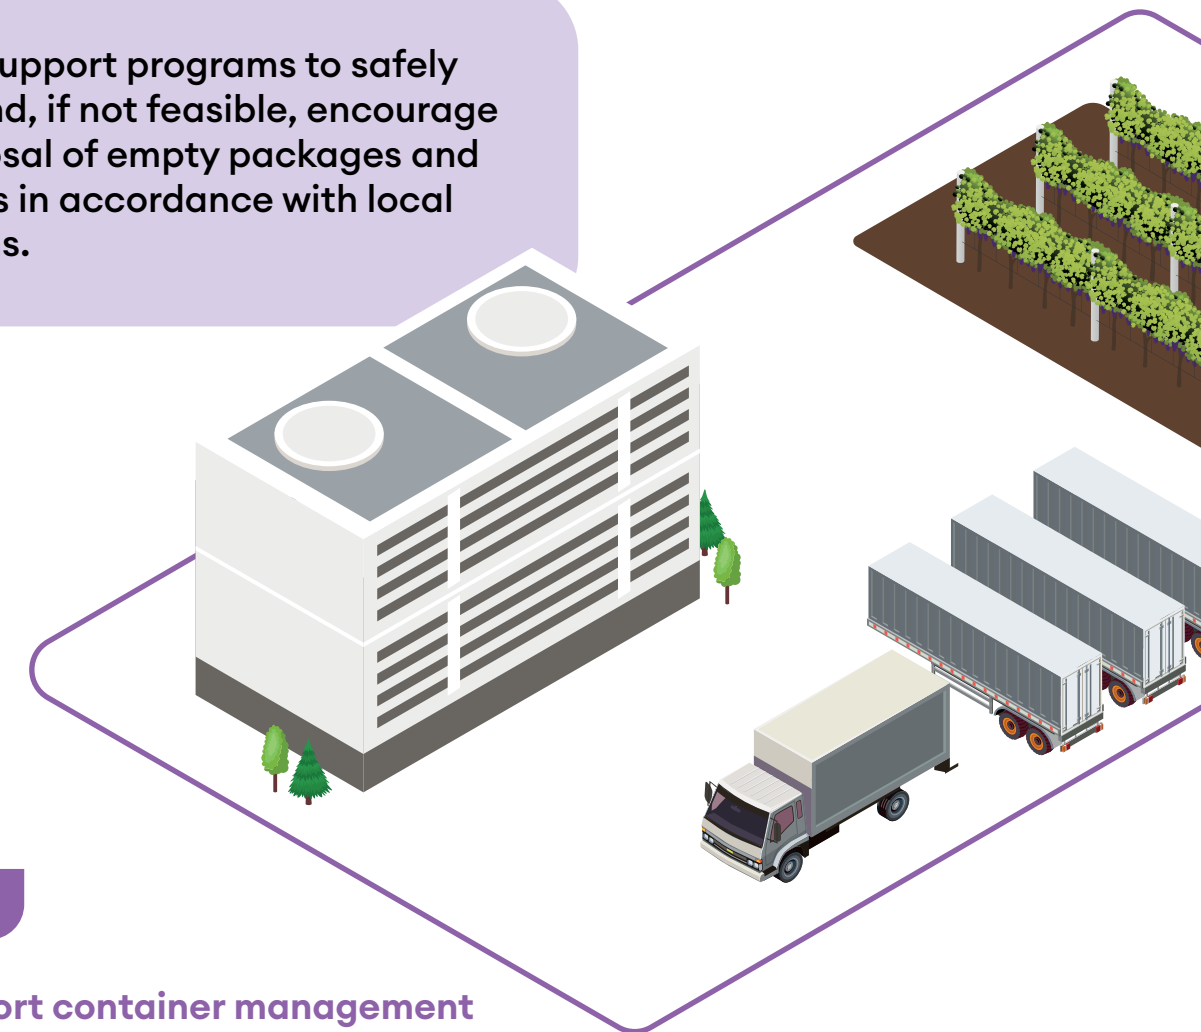 upport programs to safely
nd, if not feasible, encourage
osal of empty packages and
s in accordance with local
s.
ort container management